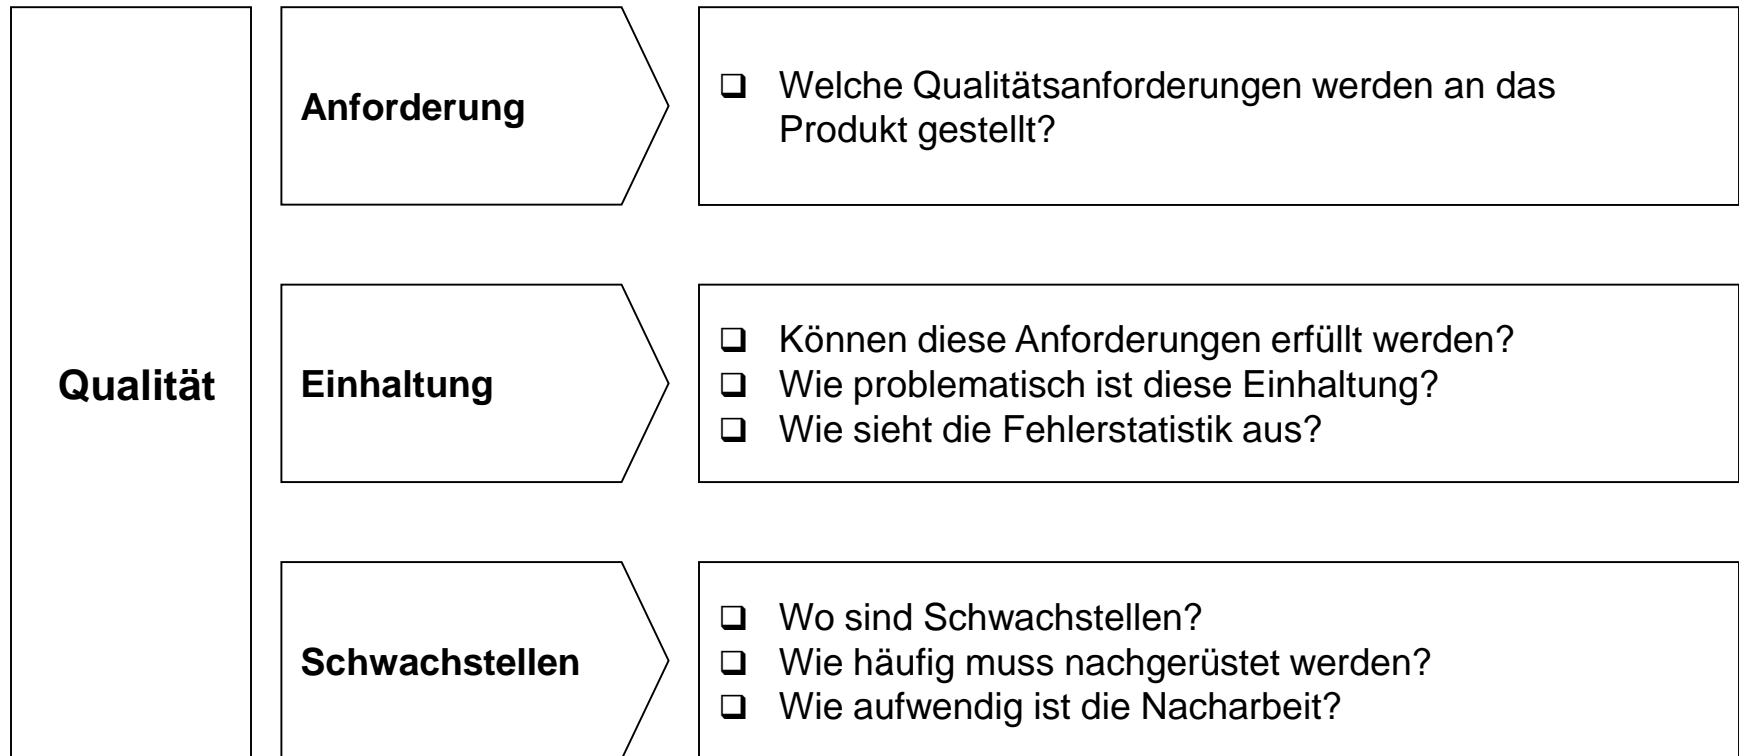 Qualität
Anforderung
❑ Welche Qualitätsanforderungen werden an das
Produkt gestellt?
Einhaltung
❑ Können diese Anforderungen erfüllt werden?
❑ Wie problematisch ist diese Einhaltung?
❑ Wie sieht die Fehlerstatistik aus?
Schwachstellen
❑ Wo sind Schwachstellen?
❑ Wie häufig muss nachgerüstet werden?
❑ Wie aufwendig ist die Nacharbeit?